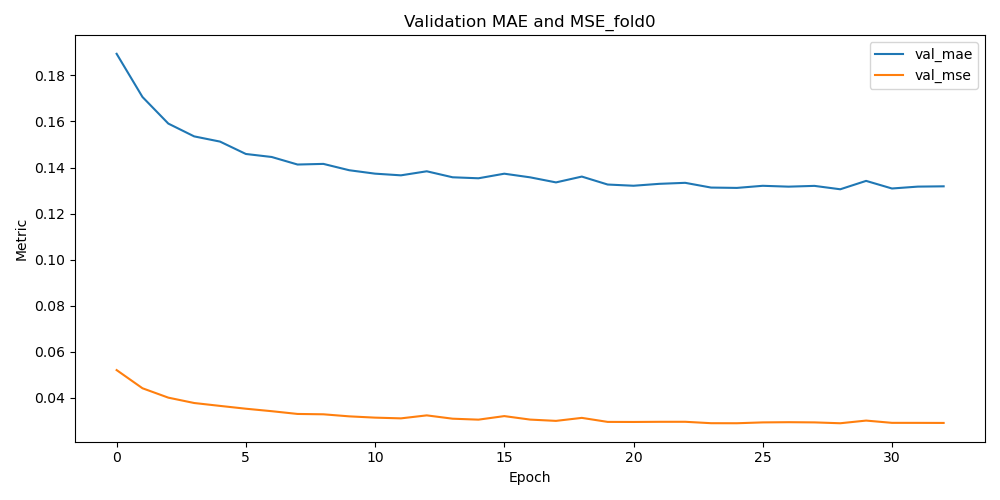 Validation MAE and MSE_fold0
val_mae
val_mse
Metric
0.18
0.16
0.14
0.12
0.10
0.08
0.06
0.04
0 5 10 15 20 25 30
Epoch